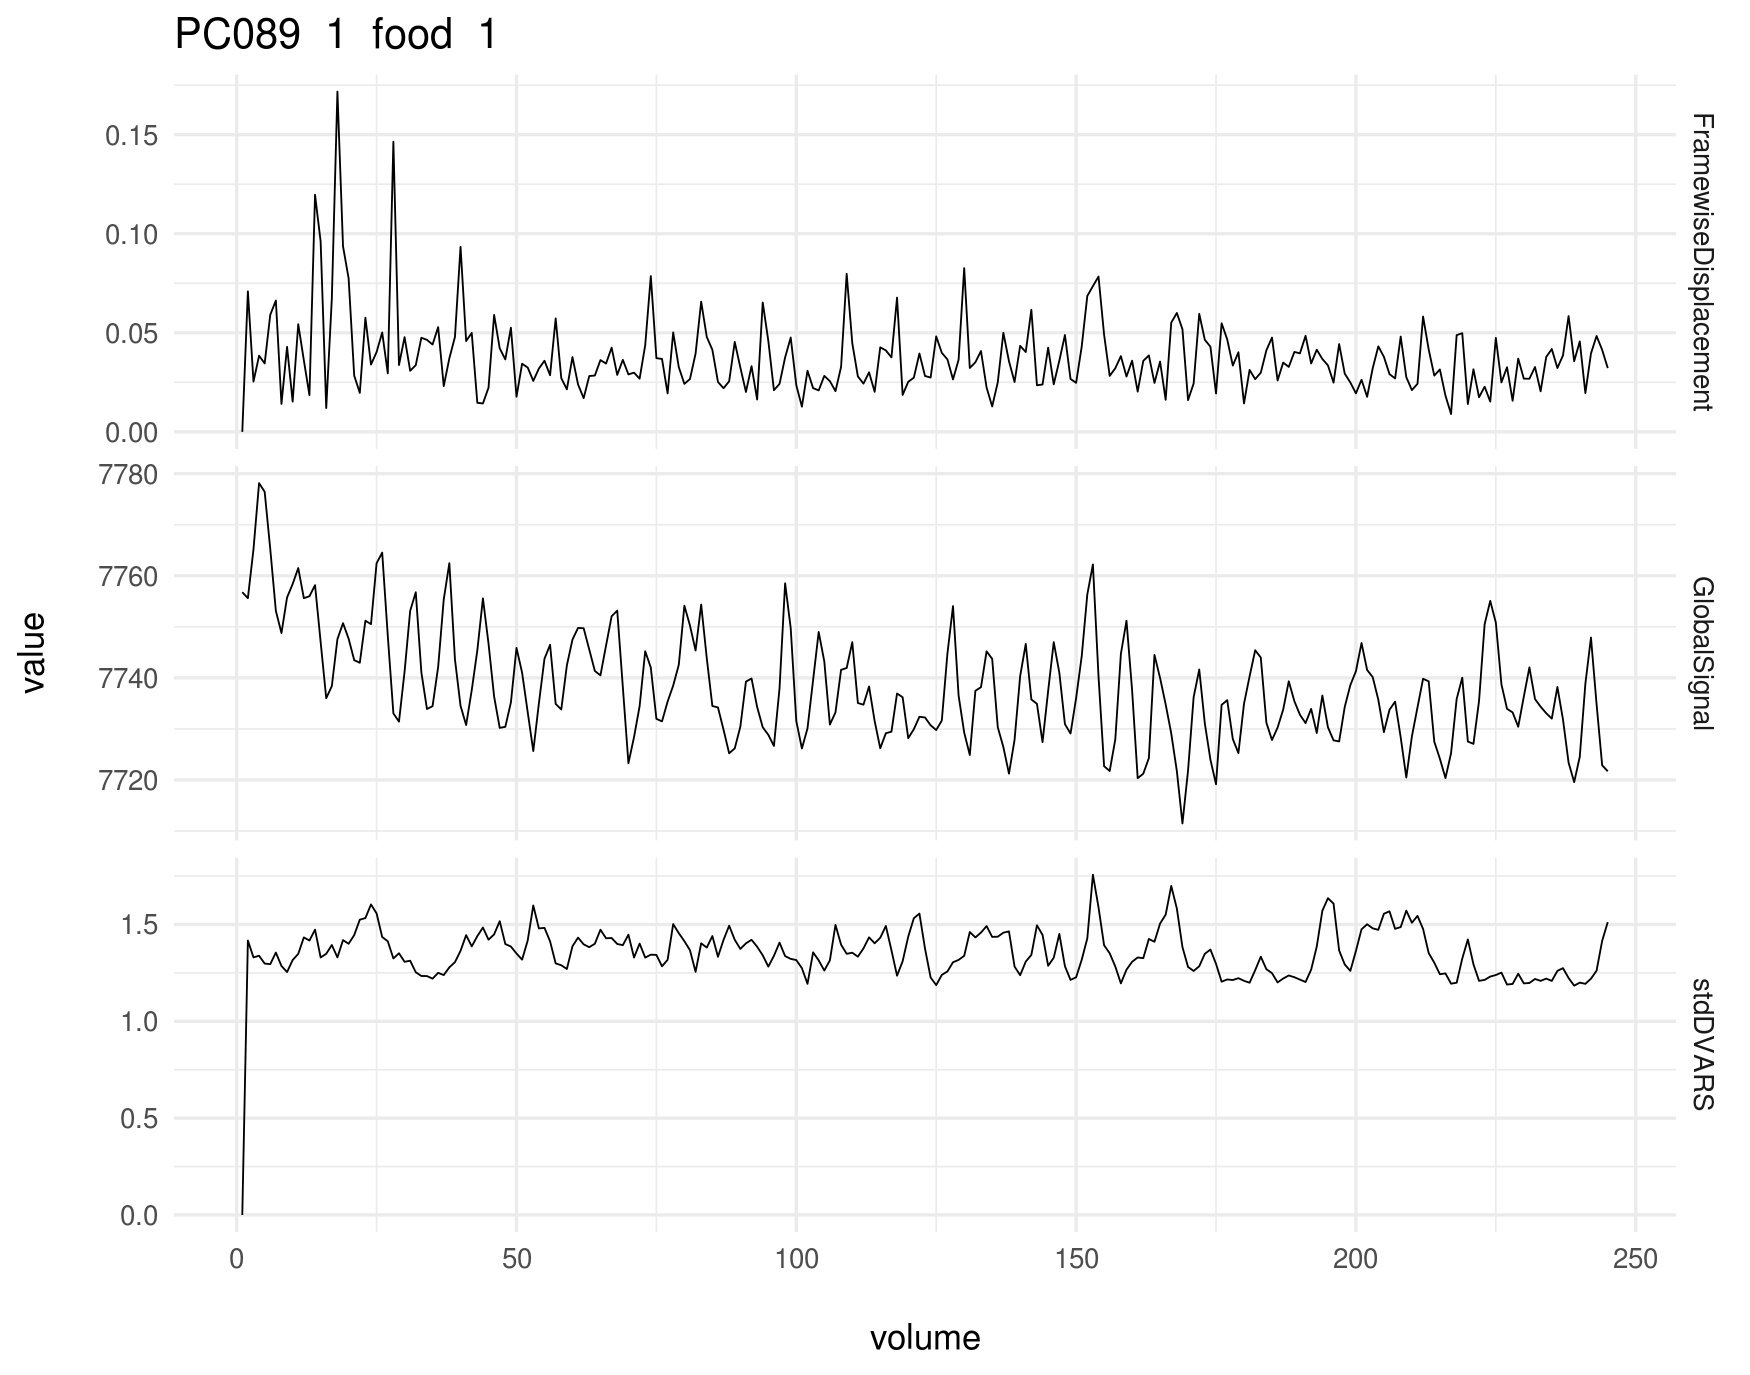 PC089 1 food 1
0.15
0.10
0.05
0.00
FramewiseDisplacement
7780
7760
7740
7720
GlobalSignal
value
1.5
1.0
0.5
0.0
stdDVARS
0 50 100 150 200 250
volume